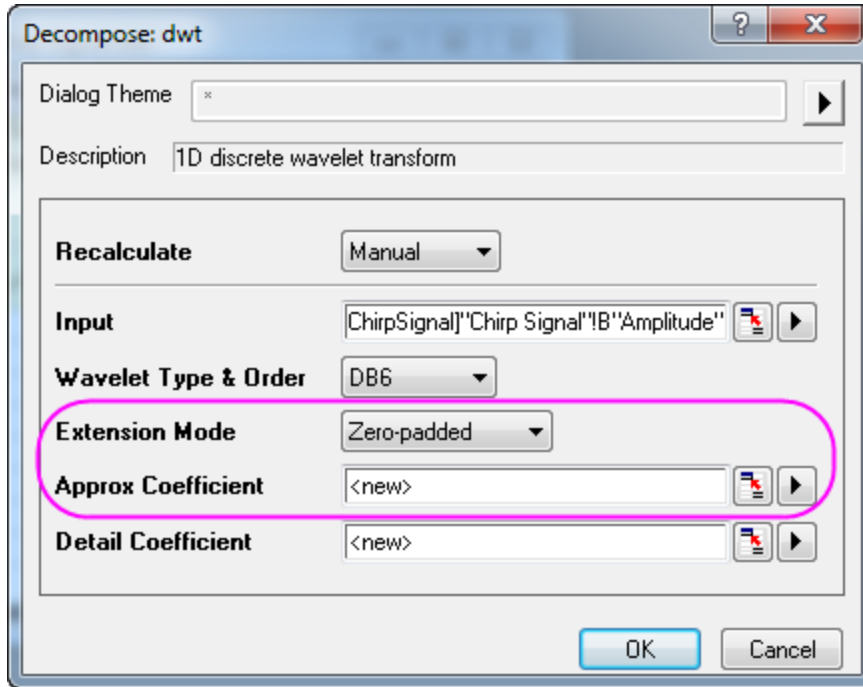 Decompose: dwt
Dialog Theme *
Description 1D discrete wavelet transform
Recalculate Manual
Input ChirpSignal]"Chirp Signal"!B"Amplitude"
Wavelet Type & Order DB6
Extension Mode Zero-padded
Approx Coefficient <new>
Detail Coefficient <new>
OK Cancel